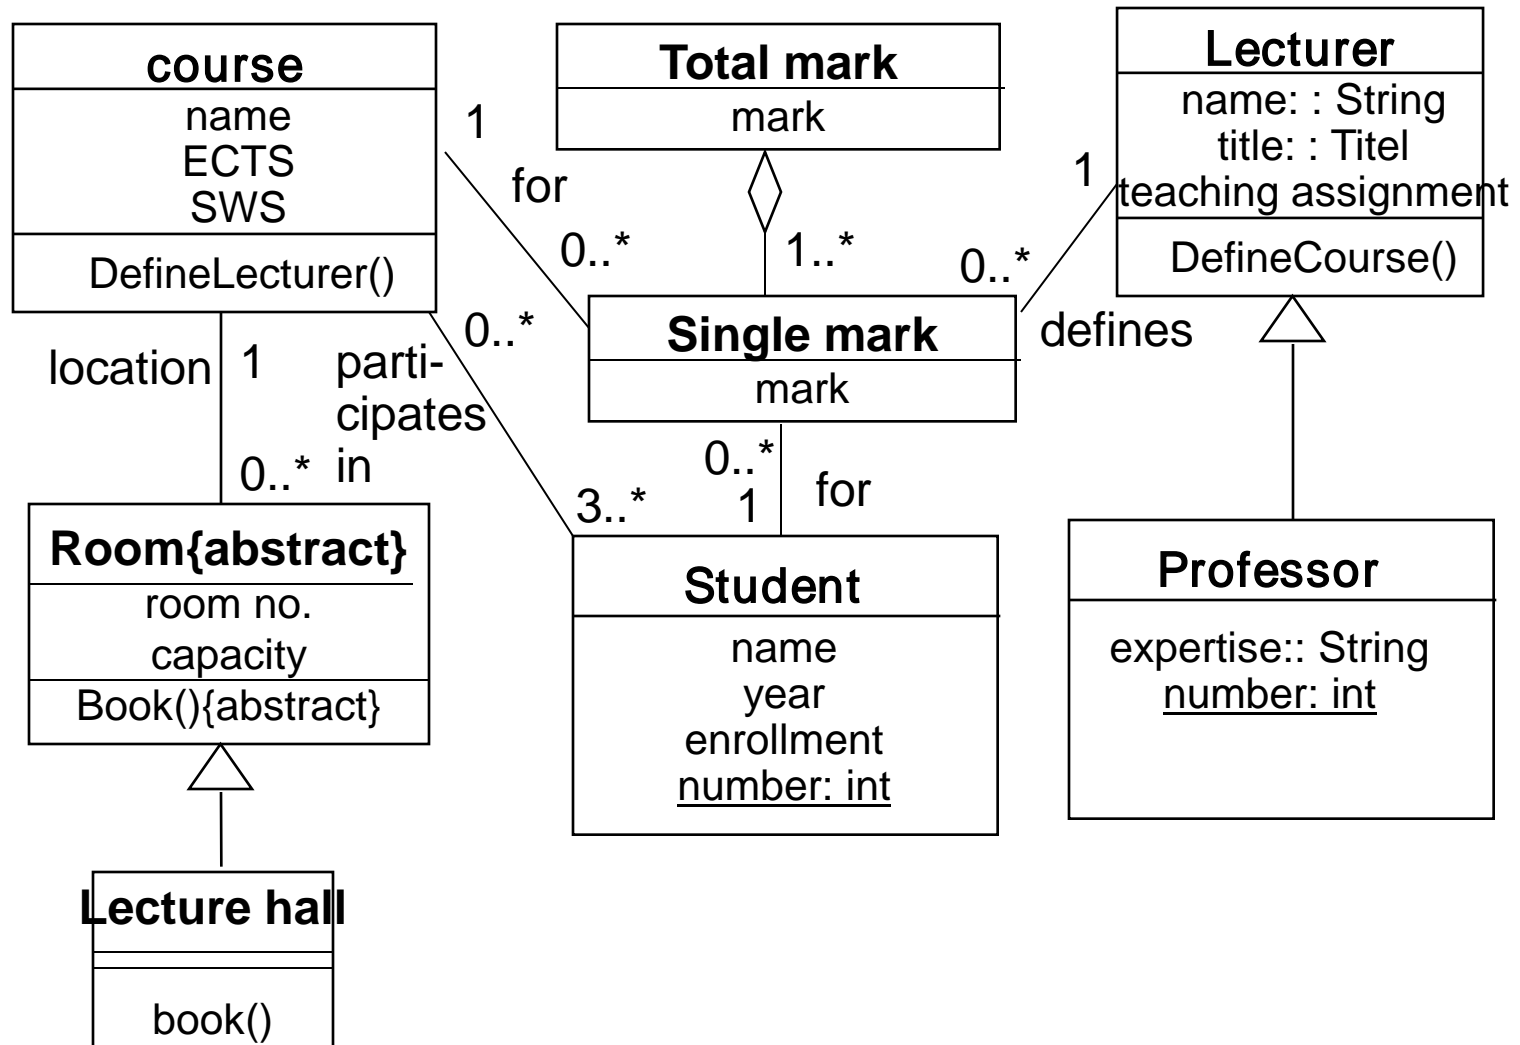 course
name
ECTS
SWS
DefineLecturer()
Total mark
mark
Lecturer
name: : String
title: : Titel
teaching assignment
DefineCourse()
1
for
0..*
1..*
1
0..*
defines
Single mark
mark
location
1
0..*
parti-
cipates
in
0..*
3..*
0..*
1
for
Room{abstract}
room no.
capacity
Book(){abstract}
Student
name
year
enrollment
number: int
Professor
expertise:: String
number: int
Lecture hall
book()